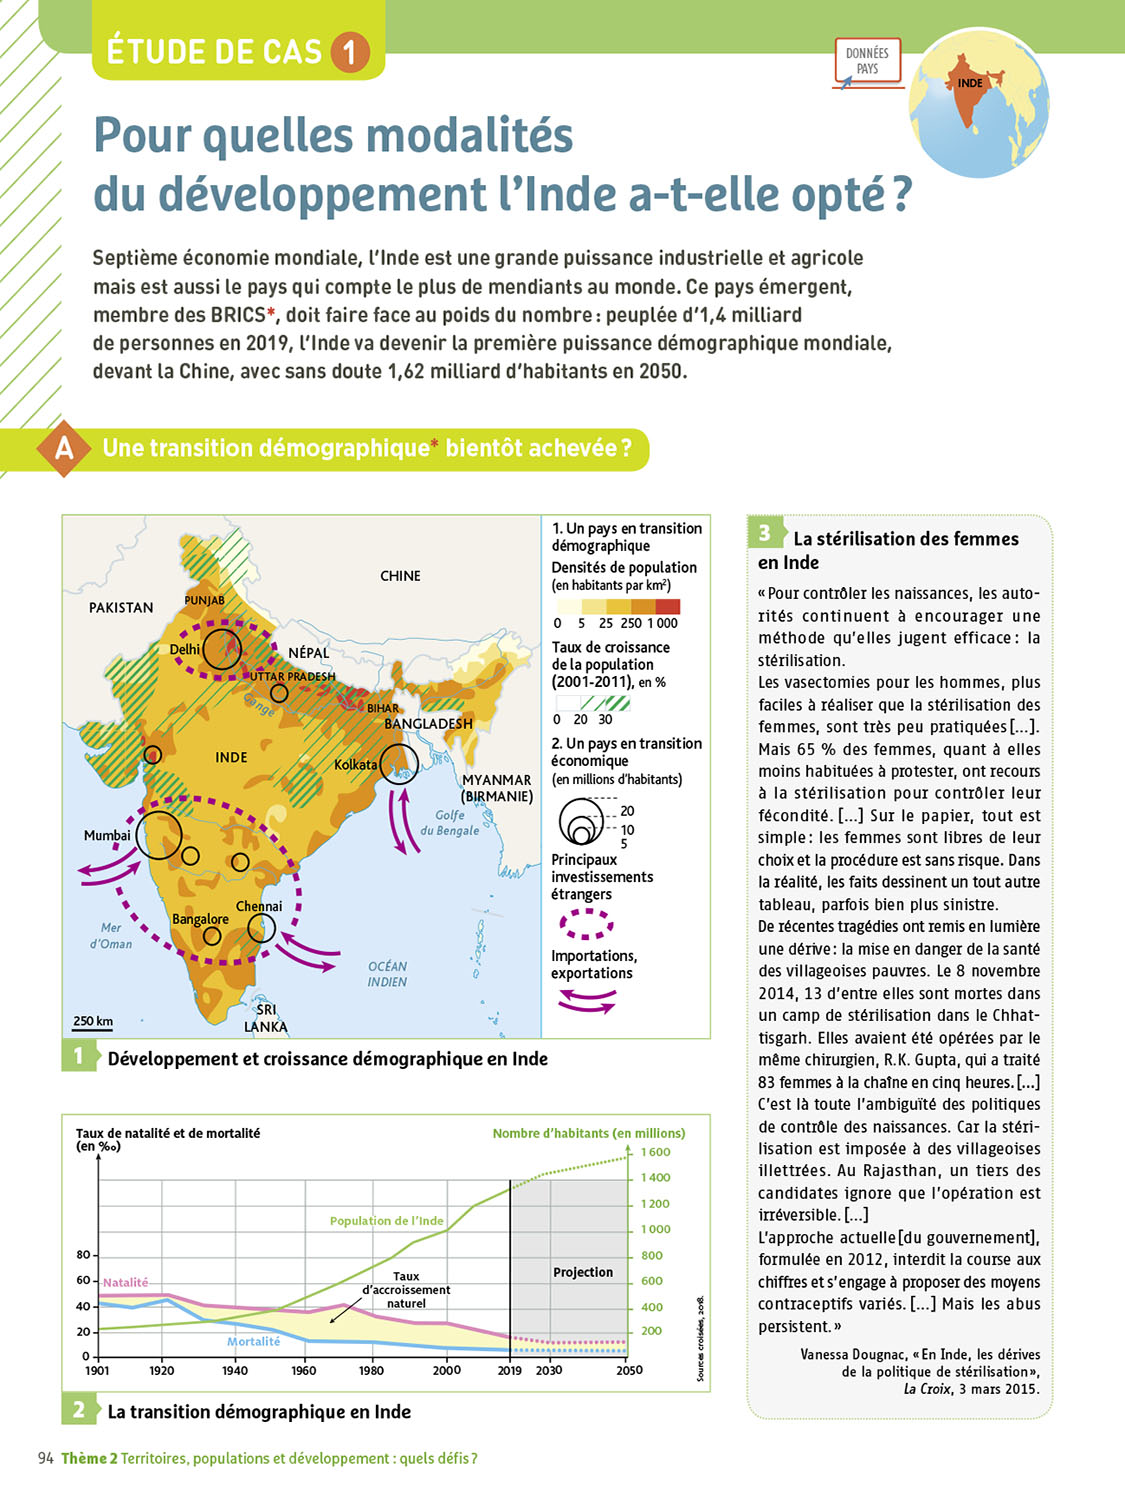 ÉTUDE DE CAS 1
DONNÉES
PAYS
INDE
Pour quelles modalités
du développement l'Inde a-t-elle opté ?
Septième économie mondiale, l'Inde est une grande puissance industrielle et agricole
mais est aussi le pays qui compte le plus de mendiants au monde. Ce pays émergent,
membre des BRICS*, doit faire face au poids du nombre : peuplée d'1,4 milliard
de personnes en 2019, l'Inde va devenir la première puissance démographique mondiale,
devant la Chine, avec sans doute 1,62 milliard d'habitants en 2050.
A Une transition démographique* bientôt achevée ?
CHINE
PAKISTAN
PUNJAB
Delhi
NÉPAL
UTTAR PRADESH
Gange
BIHAR
BANGLADESH
INDE
Kolkata
MYANMAR
(BIRMANIE)
Golfe
du Bengale
Mumbai
Chennai
Bangalore
Mer
d'Oman
OCÉAN
INDIEN
SRI
LANKA
250 km
1. Un pays en transition
démographique
Densités de population
(en habitants par km²)
0 5 25 250 1 000
Taux de croissance
de la population
(2001-2011), en %
0 20 30
2. Un pays en transition
économique
(en millions d'habitants)
20
10
5
Principaux
investissements
étrangers
Importations,
exportations
1 Développement et croissance démographique en Inde
Taux de natalité et de mortalité
(en ‰)
Nombre d'habitants (en millions)
1 600
1 400
1 200
1 000
800
600
400
200
80
60
40
20
0
Population de l'Inde
Natalité
Taux
d'accroissement
naturel
Mortalité
Projection
1901 1920 1940 1960 1980 2000 2019 2030 2050
Sources croisées, 2018.
2 La transition démographique en Inde
3 La stérilisation des femmes
en Inde
« Pour contrôler les naissances, les auto-
rités continuent à encourager une
méthode qu'elles jugent efficace : la
stérilisation.
Les vasectomies pour les hommes, plus
faciles à réaliser que la stérilisation des
femmes, sont très peu pratiquées [...].
Mais 65 % des femmes, quant à elles
moins habituées à protester, ont recours
à la stérilisation pour contrôler leur
fécondité. [...] Sur le papier, tout est
simple : les femmes sont libres de leur
choix et la procédure est sans risque. Dans
la réalité, les faits dessinent un tout autre
tableau, parfois bien plus sinistre.
De récentes tragédies ont remis en lumière
une dérive : la mise en danger de la santé
des villageoises pauvres. Le 8 novembre
2014, 13 d'entre elles sont mortes dans
un camp de stérilisation dans le Chhat-
tisgarh. Elles avaient été opérées par le
même chirurgien, R.K. Gupta, qui a traité
83 femmes à la chaîne en cinq heures. [...]
C'est là toute l'ambiguïté des politiques
de contrôle des naissances. Car la stéri-
lisation est imposée à des villageoises
illettrées. Au Rajasthan, un tiers des
candidates ignore que l'opération est
irréversible. [...]
L'approche actuelle [du gouvernement],
formulée en 2012, interdit la course aux
chiffres et s'engage à proposer des moyens
contraceptifs variés. [...] Mais les abus
persistent. »
Vanessa Dougnac, « En Inde, les dérives
de la politique de stérilisation »,
La Croix, 3 mars 2015.
94 Thème 2 Territoires, populations et développement : quels défis ?